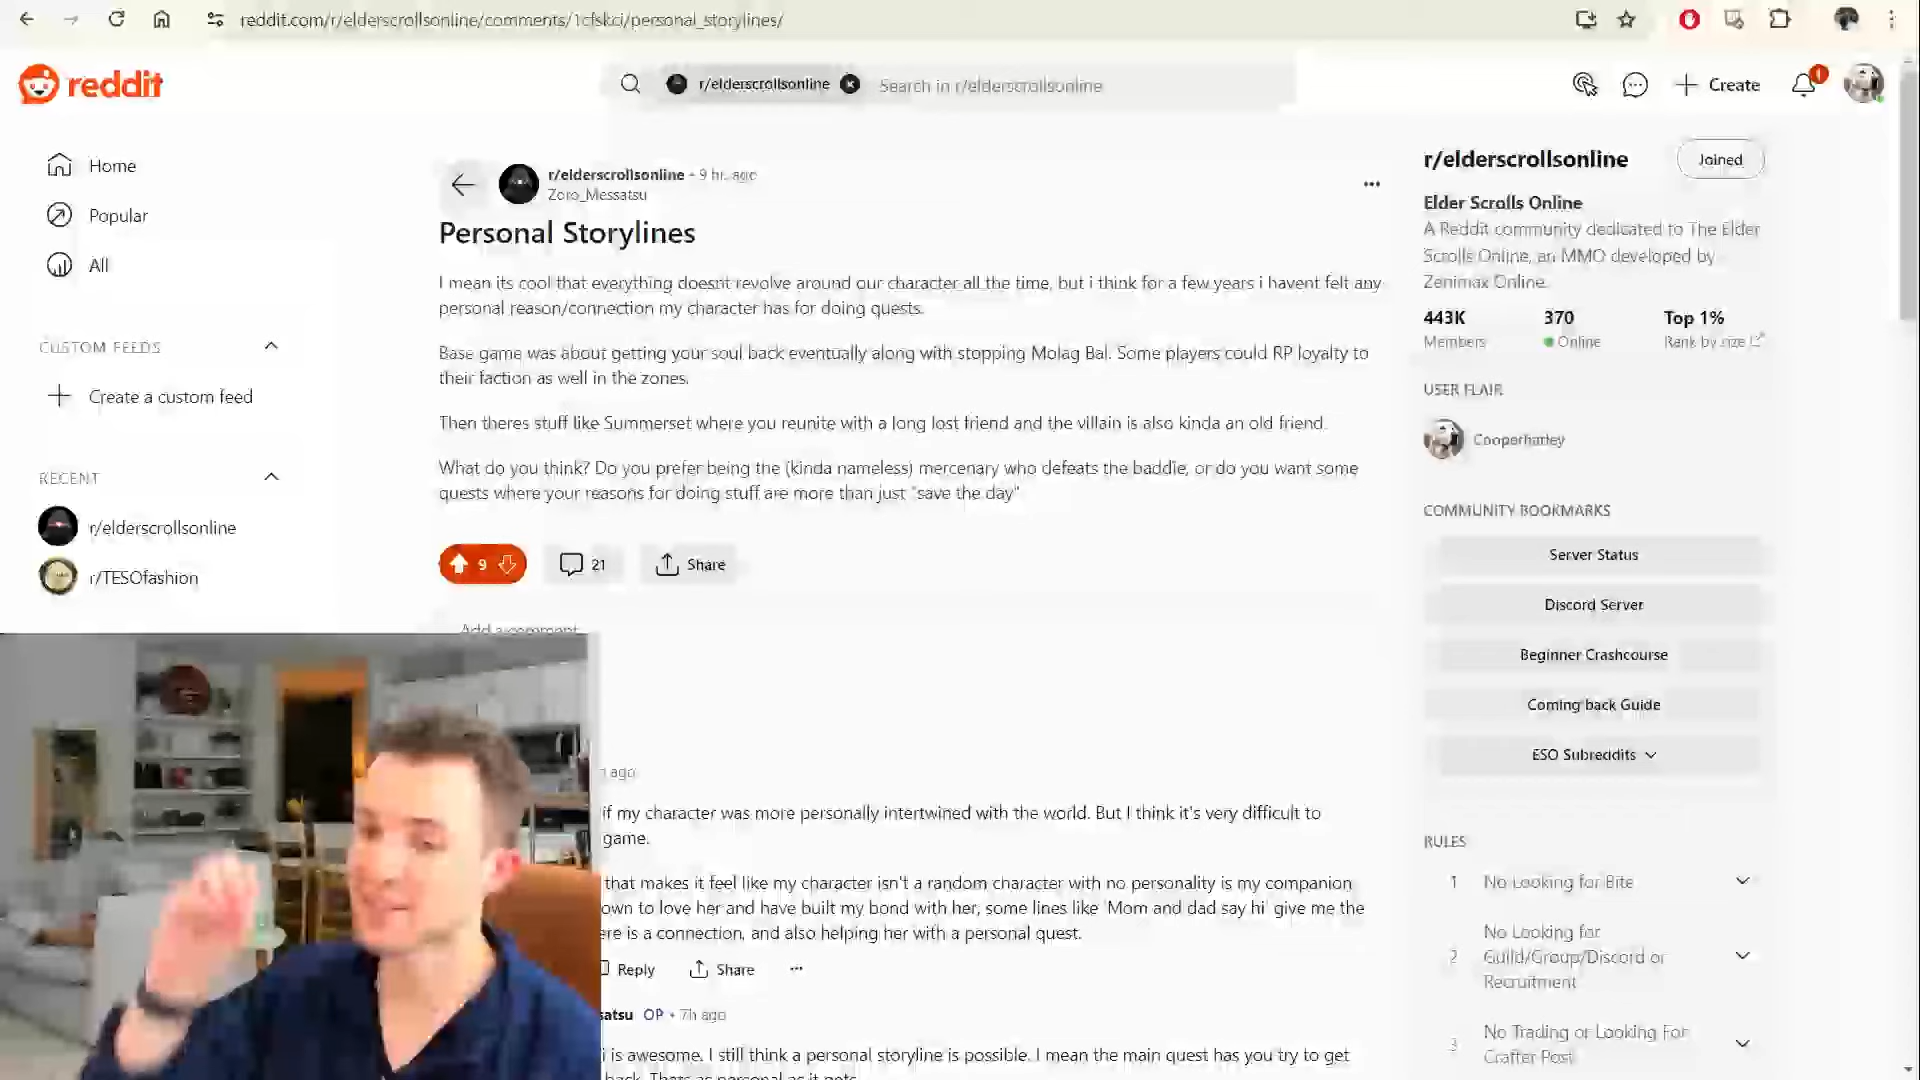 reddit.com/r/elderscrollsonline/comments/1cfskci/personal_storylines/
reddit
r/elderscrollsonline
Search in r/elderscrollsonline
Create
Home
Popular
All
CUSTOM FEEDS
Create a custom feed
RECENT
r/elderscrollsonline
r/TESOfashion
r/elderscrollsonline • 9 hr. ago
Zoro_Messatsu
Personal Storylines
I mean its cool that everything doesnt revolve around our character all the time, but i think for a few years i havent felt any
personal reason/connection my character has for doing quests.
Base game was about getting your soul back eventually along with stopping Molag Bal. Some players could RP loyalty to
their faction as well in the zones.
Then theres stuff like Summerset where you reunite with a long lost friend and the villain is also kinda an old friend.
What do you think? Do you prefer being the (kinda nameless) mercenary who defeats the baddie, or do you want some
quests where your reasons for doing stuff are more than just "save the day"
9
21
Share
Add a comment
ago
if my character was more personally intertwined with the world. But I think it's very difficult to
game.
that makes it feel like my character isn't a random character with no personality is my companion
own to love her and have built my bond with her, some lines like 'Mom and dad say hi' give me the
ere is a connection, and also helping her with a personal quest.
Reply
Share
satsu OP • 7h ago
i is awesome. I still think a personal storyline is possible. I mean the main quest has you try to get
back. Thats as personal as it gets
r/elderscrollsonline
Joined
Elder Scrolls Online
A Reddit community dedicated to The Elder
Scrolls Online, an MMO developed by
Zenimax Online.
443K
Members
370
Online
Top 1%
Rank by size
USER FLAIR
Cooperharley
COMMUNITY BOOKMARKS
Server Status
Discord Server
Beginner Crashcourse
Coming back Guide
ESO Subreddits
RULES
1 No Looking for Bite
2 No Looking for
Guild/Group/Discord or
Recruitment
3 No Trading or Looking For
Crafter Post